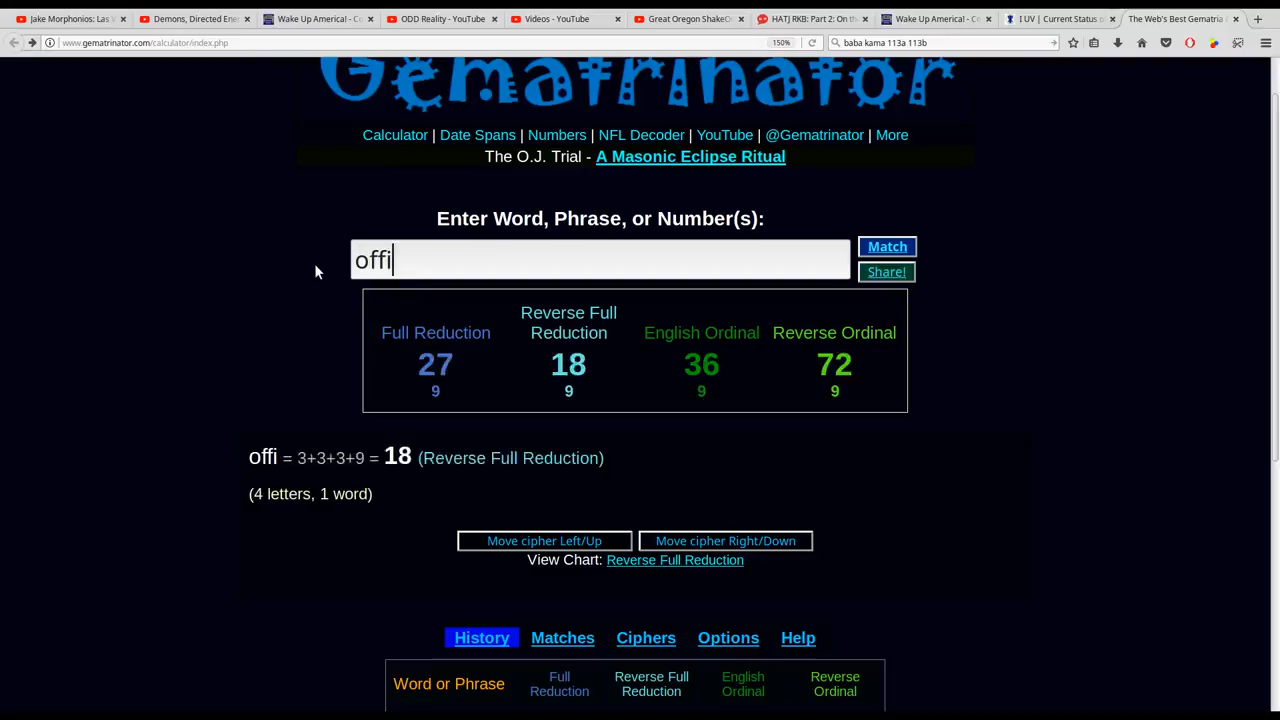 Jake Morphonios: Las V
Demons, Directed Ener
Wake Up America! - Co
ODD Reality - YouTube
Videos - YouTube
Great Oregon ShakeO
HATJ RKB: Part 2: On th
Wake Up America! - Co
I UV | Current Status o
The Web's Best Gematria C
www.gematrinator.com/calculator/index.php
150%
baba kama 113a 113b
Gematrinator
Calculator | Date Spans | Numbers | NFL Decoder | YouTube | @Gematrinator | More
The O.J. Trial - A Masonic Eclipse Ritual
Enter Word, Phrase, or Number(s):
offi
Match
Share!
Full Reduction
Reverse Full
Reduction
English Ordinal
Reverse Ordinal
27
18
36
72
9
9
9
9
offi = 3+3+3+9 = 18 (Reverse Full Reduction)
(4 letters, 1 word)
Move cipher Left/Up
Move cipher Right/Down
View Chart: Reverse Full Reduction
History
Matches
Ciphers
Options
Help
Word or Phrase
Full
Reduction
Reverse Full
Reduction
English
Ordinal
Reverse
Ordinal